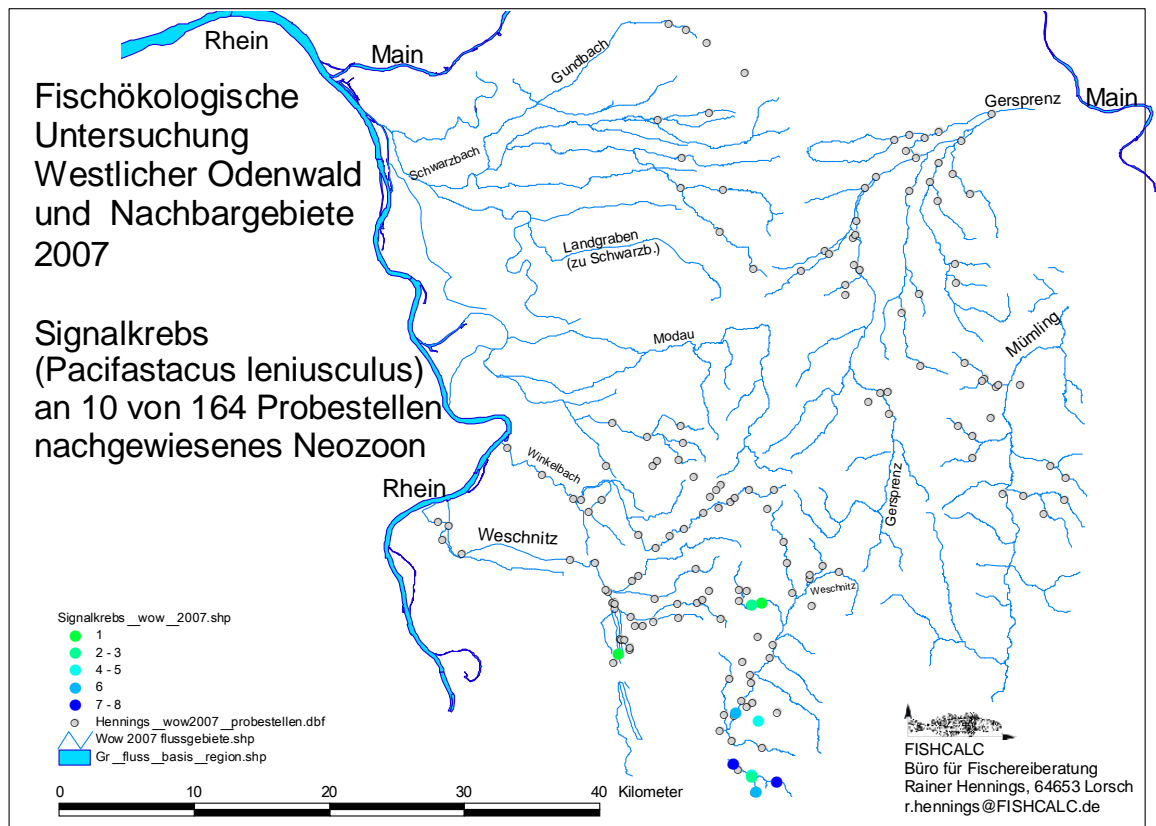 Rhein
Main
Gundbach
Gersprenz
Main
Fischökologische
Untersuchung
Westlicher Odenwald
und Nachbargebiete
2007
Schwarzbach
Landgraben
(zu Schwarzb.)
Signalkrebs
(Pacifastacus leniusculus)
an 10 von 164 Probestellen
nachgewiesenes Neozoon
Modau
Mümling
Winkelbach
Rhein
Gersprenz
Weschnitz
Weschnitz
Signalkrebs__wow__2007.shp
1
2 - 3
4 - 5
6
7 - 8
Hennings__wow2007__probestellen.dbf
Wow 2007 flussgebiete.shp
Gr__fluss__basis__region.shp
0 10 20 30 40 Kilometer
FISHCALC
Büro für Fischereiberatung
Rainer Hennings, 64653 Lorsch
r.hennings@FISHCALC.de